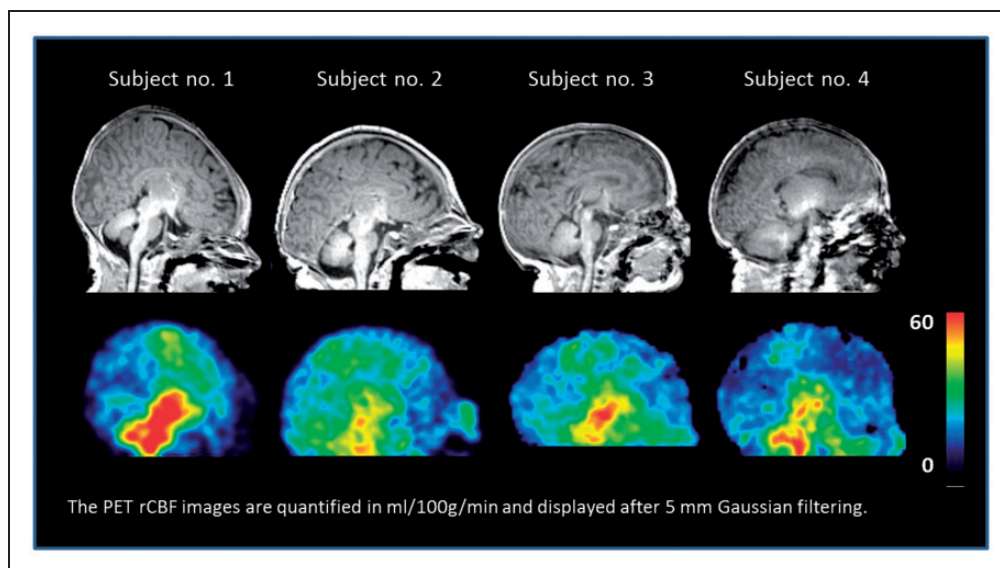 Subject no. 1 Subject no. 2 Subject no. 3 Subject no. 4
60
0
The PET rCBF images are quantified in ml/100g/min and displayed after 5 mm Gaussian filtering.